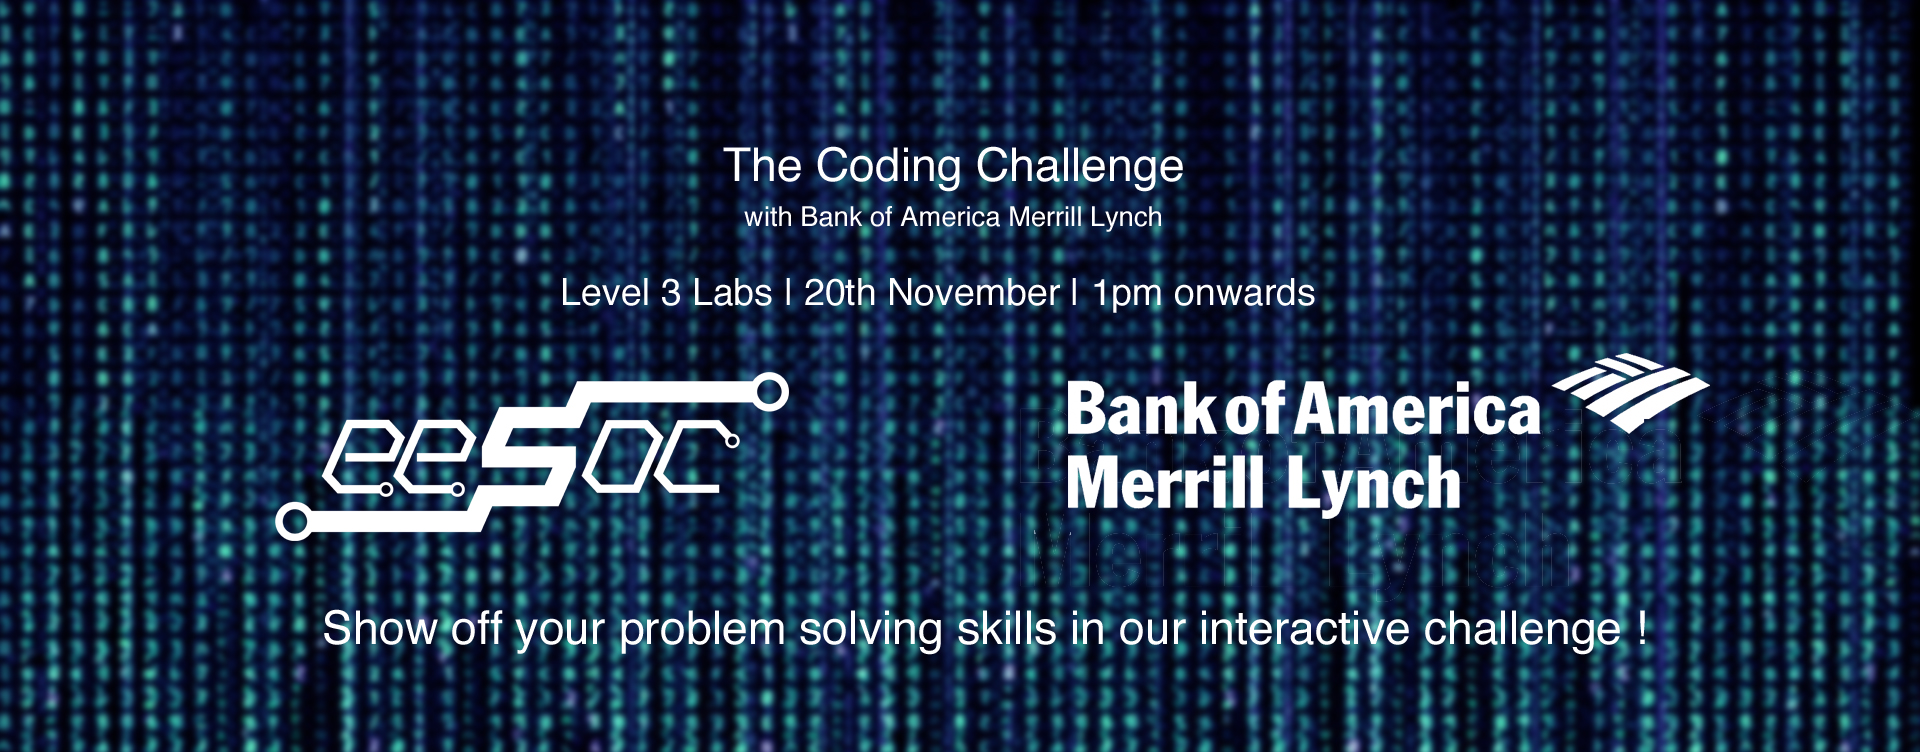 The Coding Challenge
with Bank of America Merrill Lynch
Level 3 Labs | 20th November | 1pm onwards
eesoc
Bank of America
Merrill Lynch
Show off your problem solving skills in our interactive challenge !